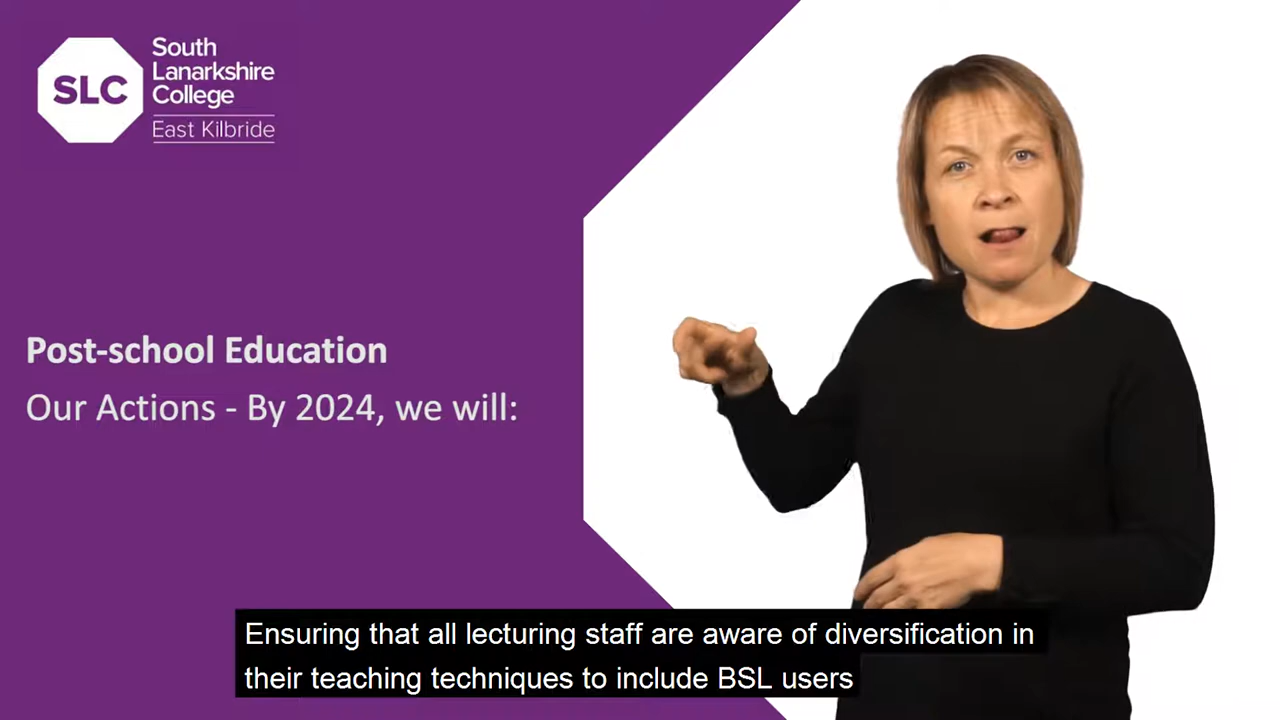 SLC
South
Lanarkshire
College
East Kilbride
Post-school Education
Our Actions - By 2024, we will:
Ensuring that all lecturing staff are aware of diversification in
their teaching techniques to include BSL users